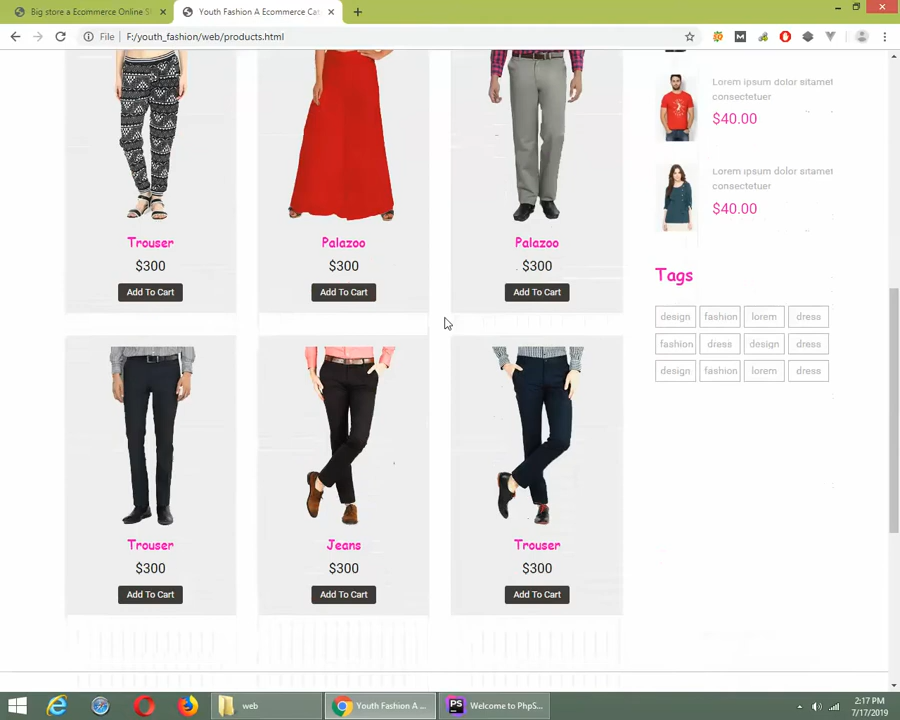 Big store a Ecommerce Online S
Youth Fashion A Ecommerce Cat
File
F:/youth_fashion/web/products.html
Lorem ipsum dolor sitamet
consectetuer
$40.00
Lorem ipsum dolor sitamet
consectetuer
$40.00
Trouser
$300
Add To Cart
Palazoo
$300
Add To Cart
Palazoo
$300
Add To Cart
Tags
design fashion lorem dress
fashion dress design dress
design fashion lorem dress
Trouser
$300
Add To Cart
Jeans
$300
Add To Cart
Trouser
$300
Add To Cart
web
Youth Fashion A ...
Welcome to PhpS...
2:17 PM
7/17/2019